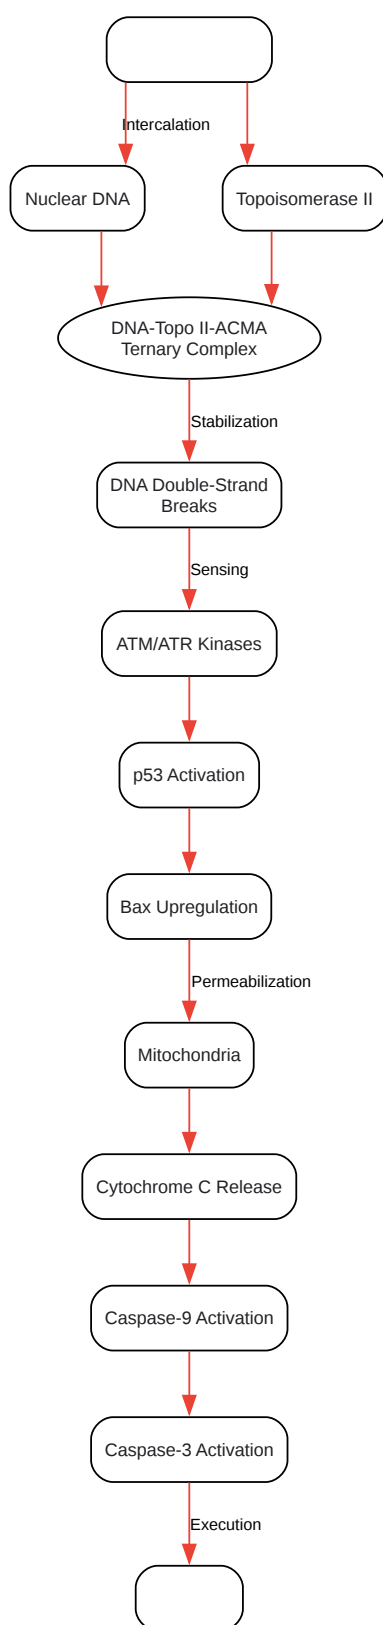 Intercalation
Nuclear DNA
Topoisomerase II
DNA-Topo II-ACMA
Ternary Complex
Stabilization
DNA Double-Strand
Breaks
Sensing
ATM/ATR Kinases
p53 Activation
Bax Upregulation
Permeabilization
Mitochondria
Cytochrome C Release
Caspase-9 Activation
Caspase-3 Activation
Execution